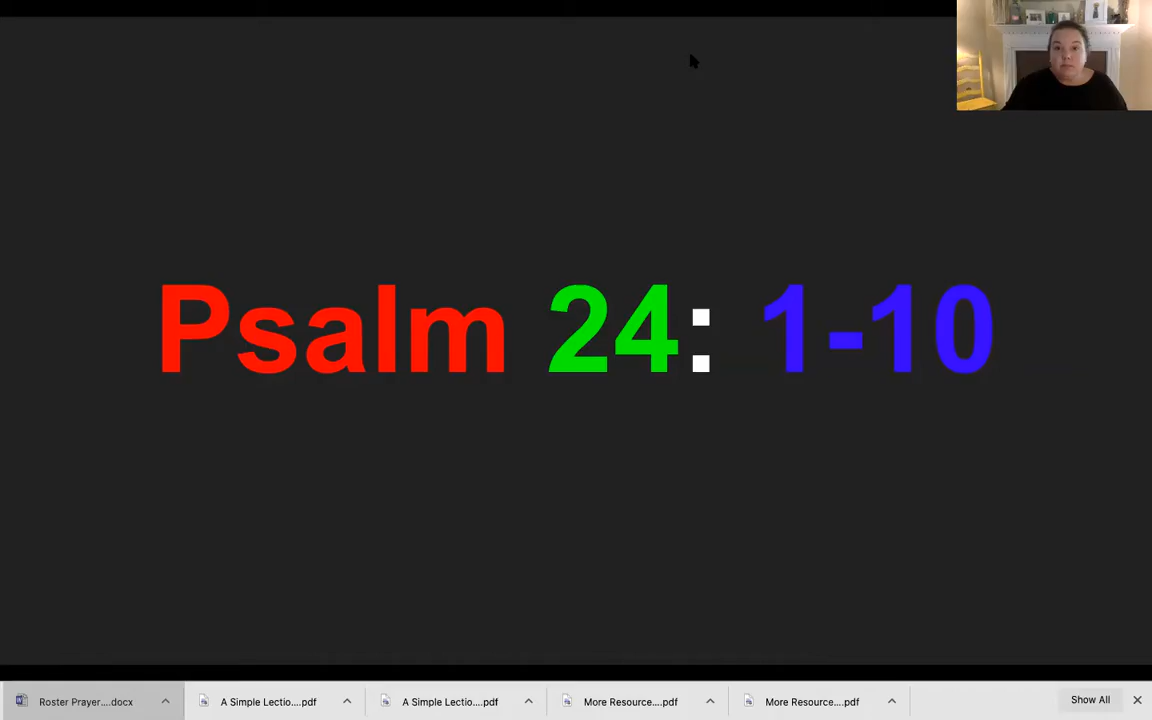 Psalm 24: 1-10
Roster Prayer....docx
A Simple Lectio....pdf
A Simple Lectio....pdf
More Resource....pdf
More Resource....pdf
Show All